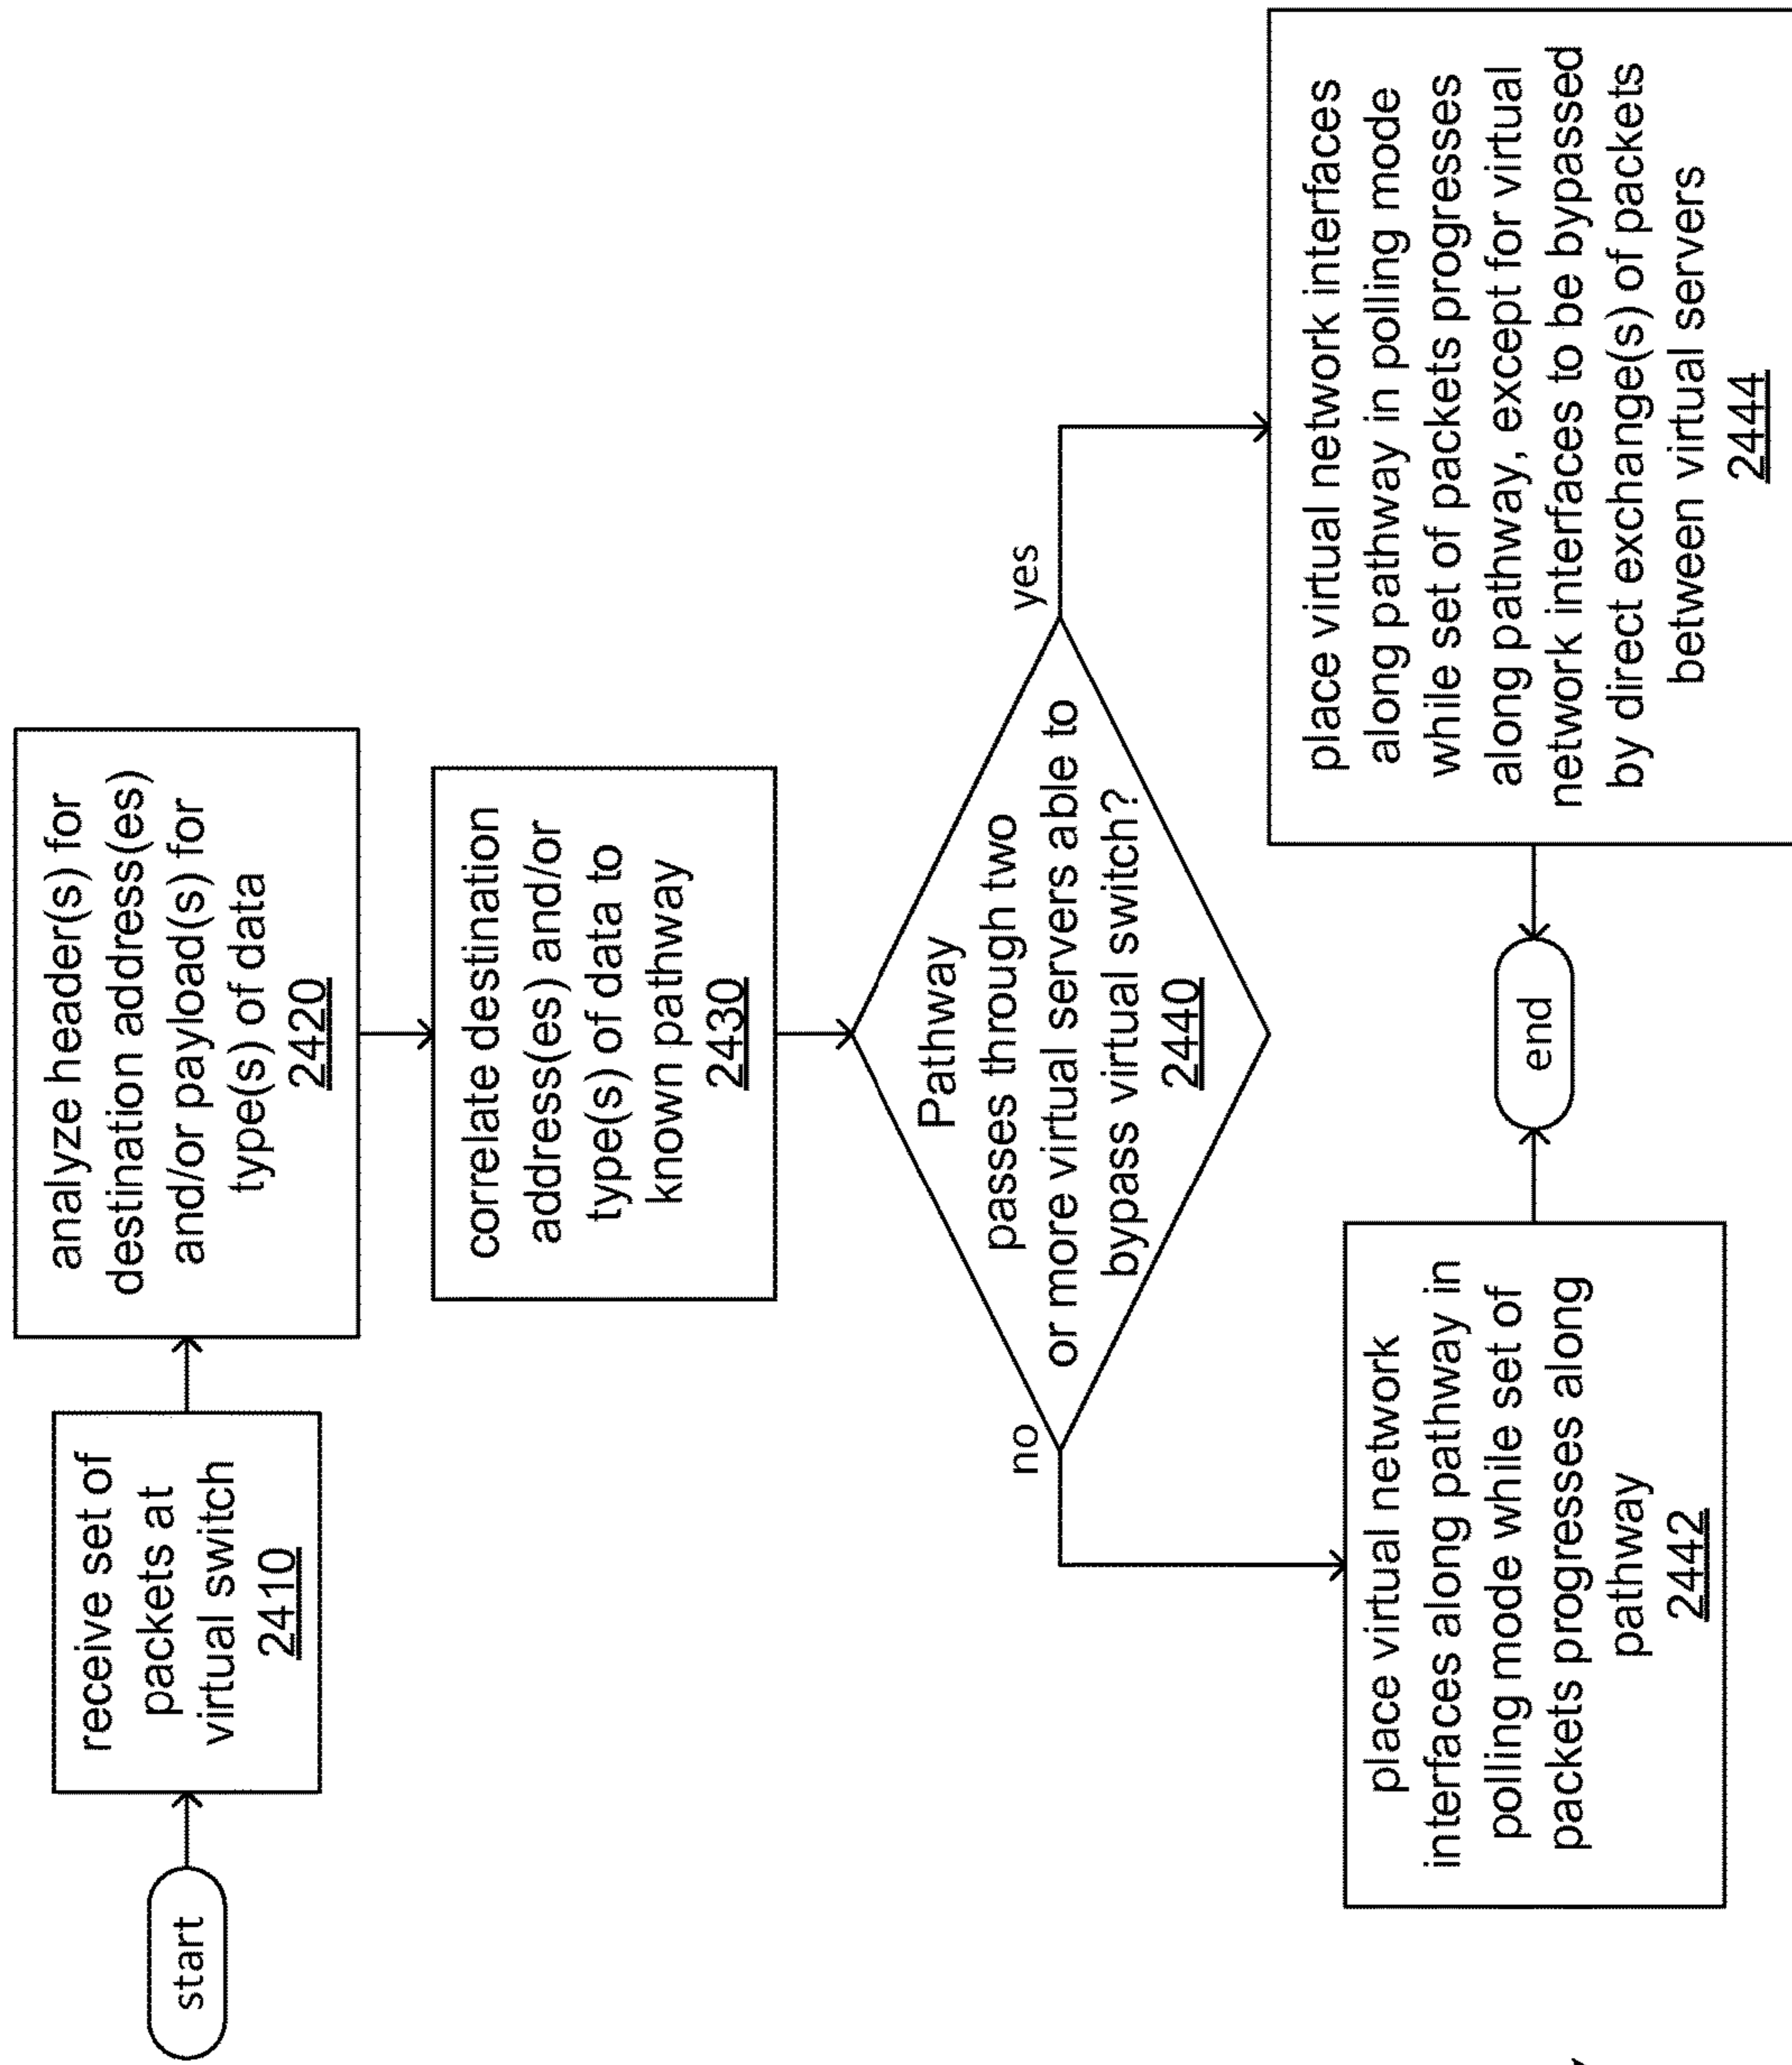 start
receive set of
packets at
virtual switch
2410
analyze header(s) for
destination address(es)
and/or payload(s) for
type(s) of data
2420
correlate destination
address(es) and/or
type(s) of data to
known pathway
2430
Pathway
passes through two
or more virtual servers able to
bypass virtual switch?
2440
no
yes
place virtual network
interfaces along pathway in
polling mode while set of
packets progresses along
pathway
2442
end
place virtual network interfaces
along pathway in polling mode
while set of packets progresses
along pathway, except for virtual
network interfaces to be bypassed
by direct exchange(s) of packets
between virtual servers
2444